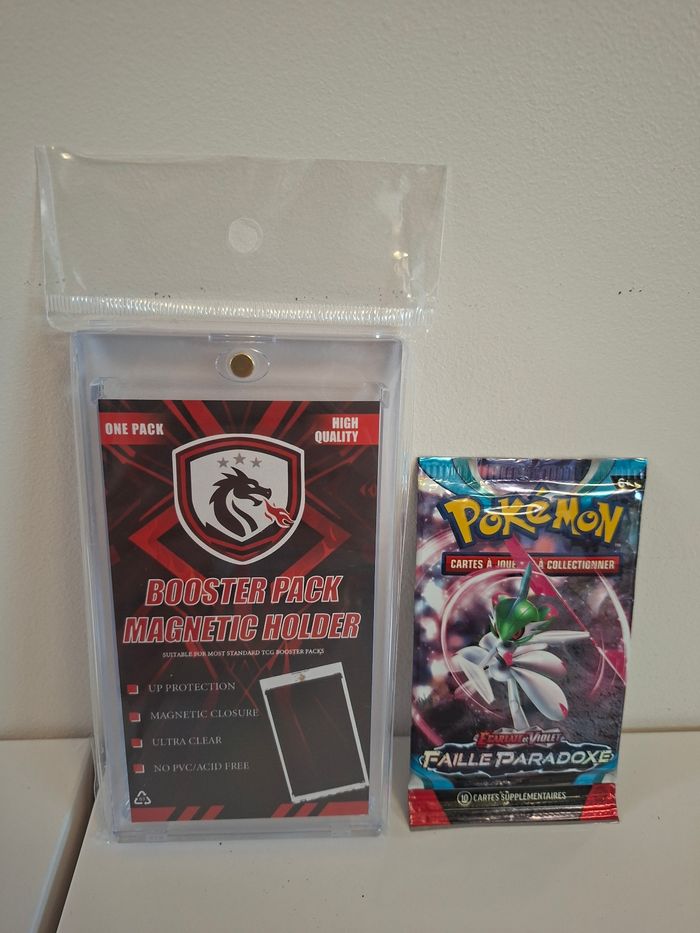 ONE PACK
HIGH
QUALITY
BOOSTER PACK
MAGNETIC HOLDER
SUITABLE FOR MOST STANDARD TCG BOOSTER PACKS
UP PROTECTION
MAGNETIC CLOSURE
ULTRA CLEAR
NO PVC/ACID FREE
POKéMON
CARTES À JOUER À COLLECTIONNER
ÉCARLATE et VIOLET
FAILLE PARADOXE
10 CARTES SUPPLÉMENTAIRES